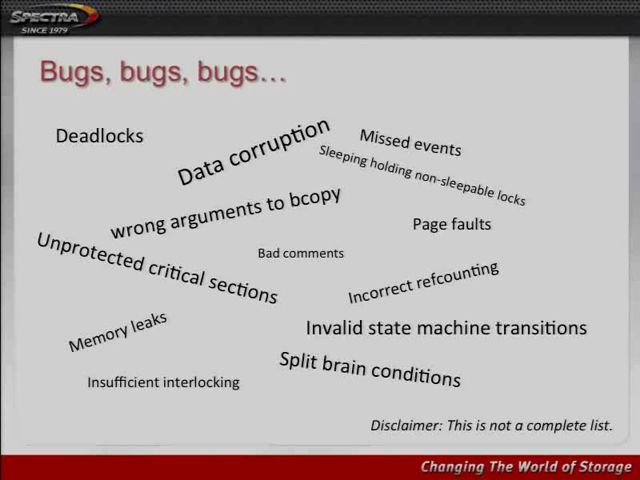 SPECTRA
SINCE 1979
Bugs, bugs, bugs…
Deadlocks
Data corruption
Missed events
Sleeping holding non-sleepable locks
wrong arguments to bcopy
Page faults
Unprotected critical sections
Bad comments
Incorrect refcounting
Memory leaks
Invalid state machine transitions
Split brain conditions
Insufficient interlocking
Disclaimer: This is not a complete list.
Changing The World of Storage